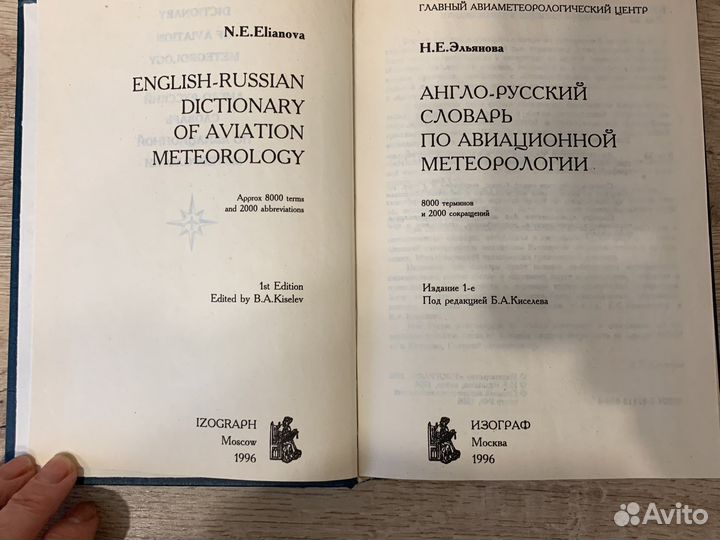 N.E.Elianova
ENGLISH-RUSSIAN
DICTIONARY
OF AVIATION
METEOROLOGY
Approx 8000 terms
and 2000 abbreviations
1st Edition
Edited by B.A.Kiselev
IZOGRAPH
Moscow
1996
ГЛАВНЫЙ АВИАМЕТЕОРОЛОГИЧЕСКИЙ ЦЕНТР
Н.Е.Эльянова
АНГЛО-РУССКИЙ
СЛОВАРЬ
ПО АВИАЦИОННОЙ
МЕТЕОРОЛОГИИ
8000 терминов
и 2000 сокращений
Издание 1-е
Под редакцией Б.А.Киселева
ИЗОГРАФ
Москва
1996
Avito